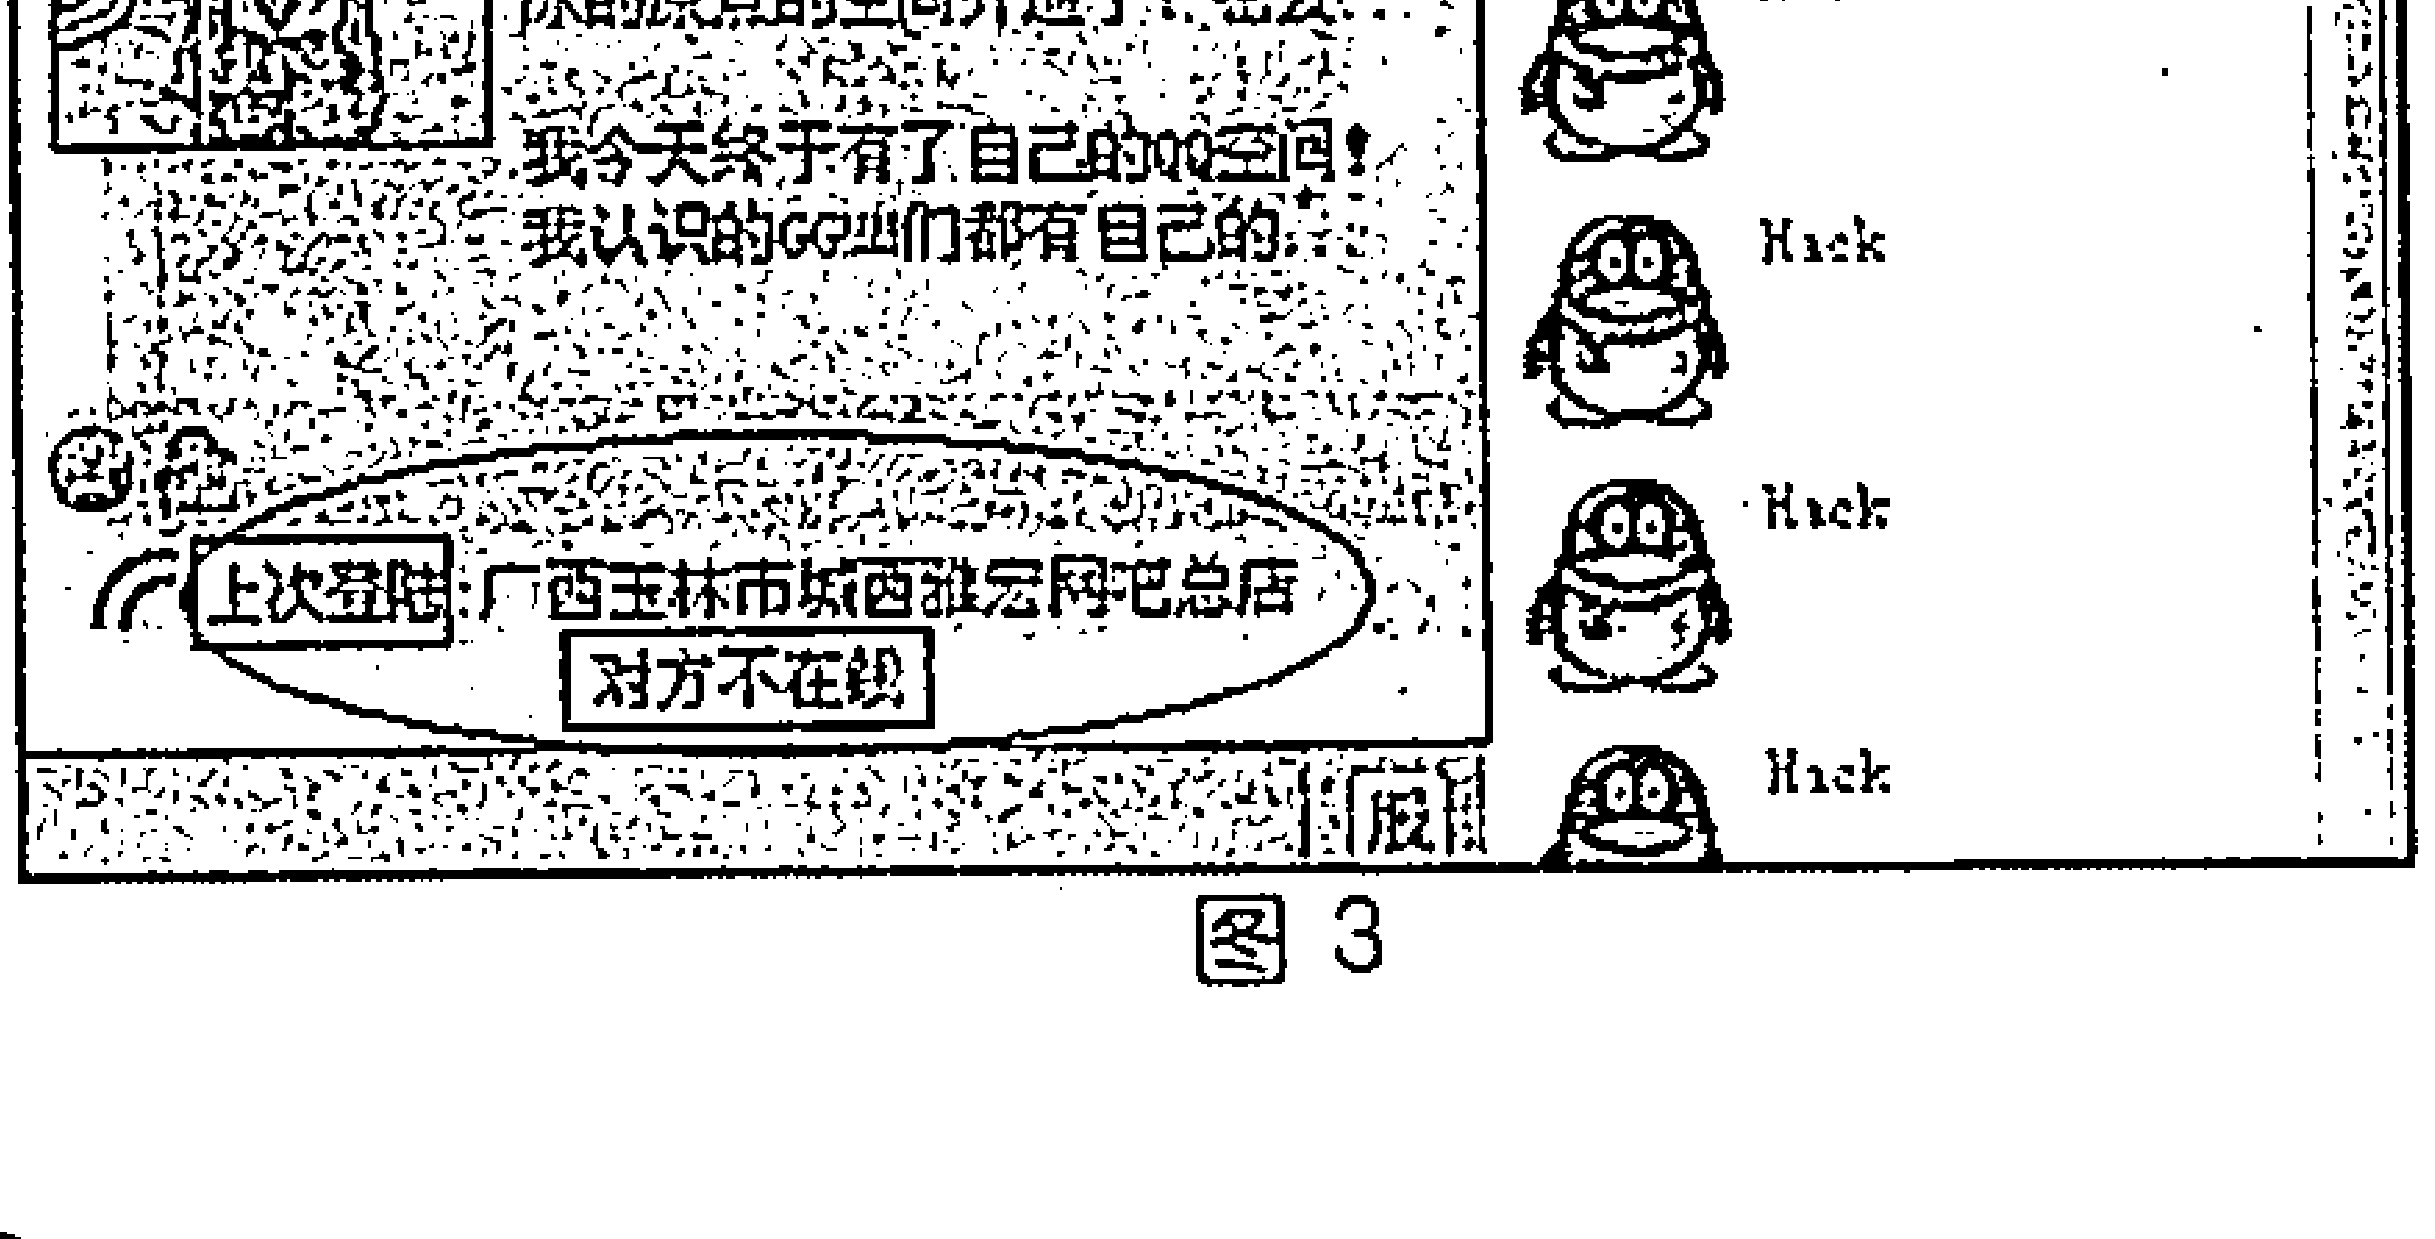 我今天终于有了自己的QQ空间!
我认识的GG业们都有自己的
上次登陆:广西玉林市城西雅宏网吧总店
对方不在线
Hack
Hack
Hack
图 3